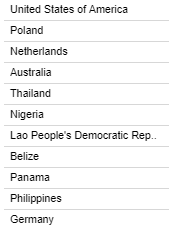 United States of America
Poland
Netherlands
Australia
Thailand
Nigeria
Lao People's Democratic Rep..
Belize
Panama
Philippines
Germany